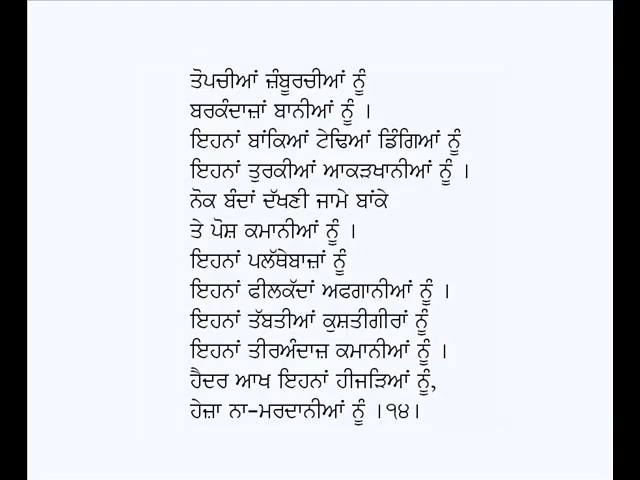 ਤੋਪਚੀਆਂ ਜ਼ੰਬੂਰਚੀਆਂ ਨੂੰ
ਬਰਕੰਦਾਜ਼ਾਂ ਬਾਨੀਆਂ ਨੂੰ ।
ਇਹਨਾਂ ਬਾਂਕਿਆਂ ਟੇਢਿਆਂ ਡਿੰਗਿਆਂ ਨੂੰ
ਇਹਨਾਂ ਤੁਰਕੀਆਂ ਆਕੜਖਾਨੀਆਂ ਨੂੰ ।
ਨੋਕ ਬੰਦਾਂ ਦੱਖਣੀ ਜਾਮੇ ਬਾਂਕੇ
ਤੇ ਪੋਸ਼ ਕਮਾਨੀਆਂ ਨੂੰ ।
ਇਹਨਾਂ ਪਲੱਥੇਬਾਜ਼ਾਂ ਨੂੰ
ਇਹਨਾਂ ਫੀਲਕੱਦਾਂ ਅਫਗਾਨੀਆਂ ਨੂੰ ।
ਇਹਨਾਂ ਤੱਬਤੀਆਂ ਕੁਸ਼ਤੀਗੀਰਾਂ ਨੂੰ
ਇਹਨਾਂ ਤੀਰਅੰਦਾਜ਼ ਕਮਾਨੀਆਂ ਨੂੰ ।
ਹੈਦਰ ਆਖ ਇਹਨਾਂ ਹੀਜੜਿਆਂ ਨੂੰ,
ਹੇਜ਼ਾ ਨਾ-ਮਰਦਾਨੀਆਂ ਨੂੰ ।੧੪।